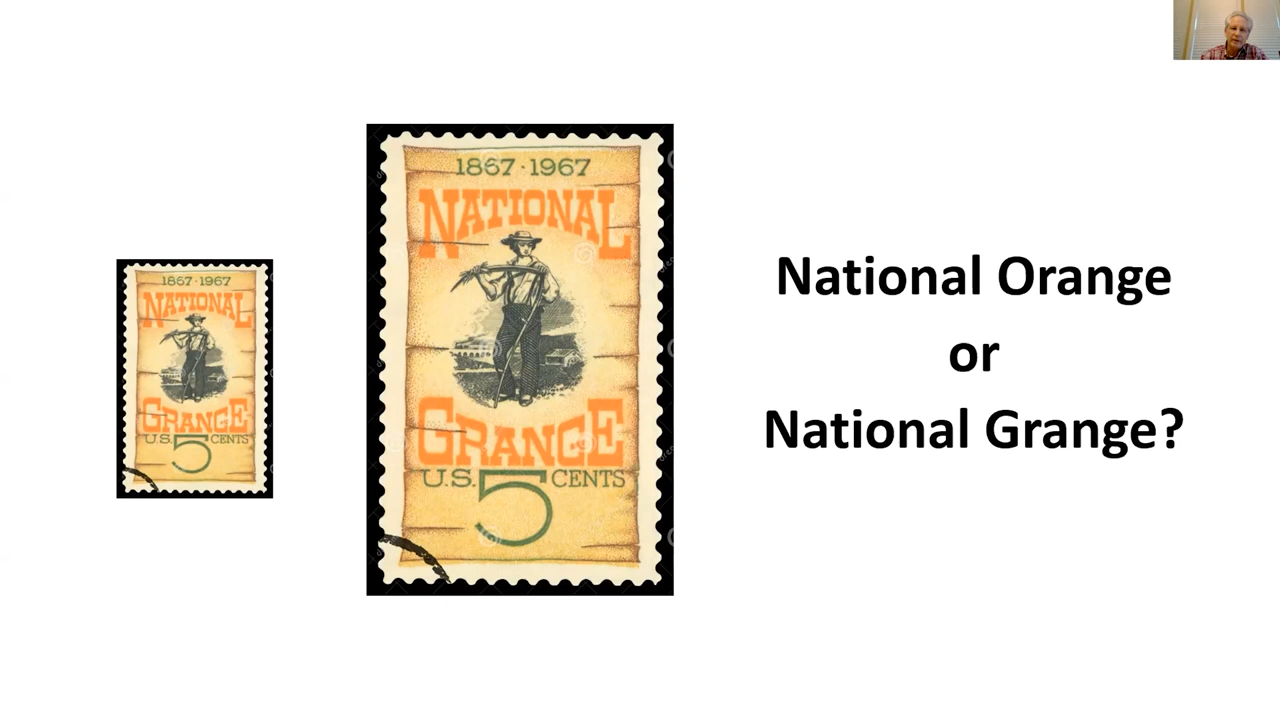 1867·1967
NATIONAL
GRANGE
U.S. 5 CENTS
1867·1967
NATIONAL
GRANGE
U.S. 5 CENTS
National Orange
or
National Grange?